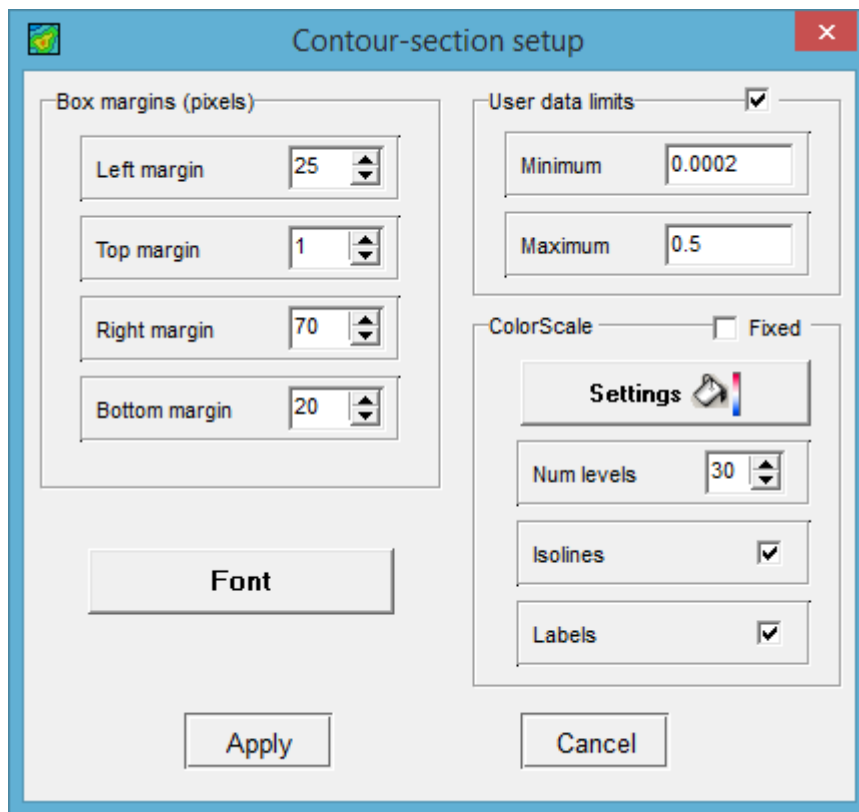 Contour-section setup
Box margins (pixels)
Left margin 25
Top margin 1
Right margin 70
Bottom margin 20
Font
User data limits
Minimum 0.0002
Maximum 0.5
ColorScale Fixed
Settings
Num levels 30
Isolines
Labels
Apply
Cancel